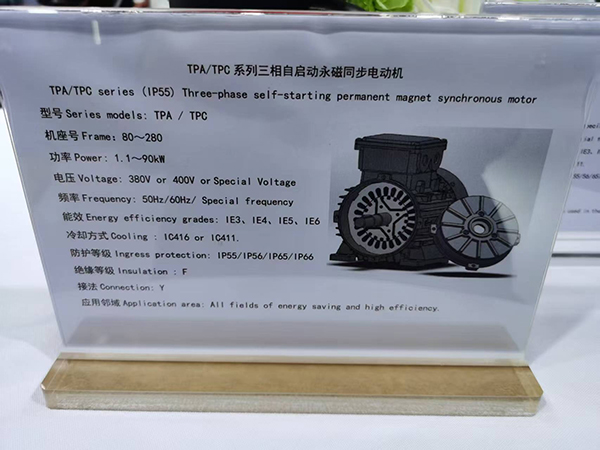 TPA/TPC 系列三相自启动永磁同步电动机
TPA/TPC series (IP55) Three-phase self-starting permanent magnet synchronous motor
型号 Series models: TPA / TPC
机座号 Frame: 80～280
功率 Power: 1.1～90kW
电压 Voltage: 380V or 400V or Special Voltage
频率 Frequency: 50Hz/60Hz/ Special frequency
能效 Energy efficiency grades: IE3、IE4、IE5、IE6
冷却方式 Cooling : IC416 or IC411.
防护等级 Ingress protection: IP55/IP56/IP65/IP66
绝缘等级 Insulation : F
接法 Connection: Y
应用邻域 Application area: All fields of energy saving and high efficiency.